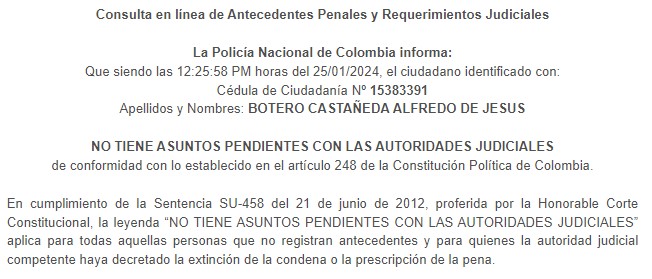 Consulta en línea de Antecedentes Penales y Requerimientos Judiciales
La Policía Nacional de Colombia informa:
Que siendo las 12:25:58 PM horas del 25/01/2024, el ciudadano identificado con:
Cédula de Ciudadanía Nº 15383391
Apellidos y Nombres: BOTERO CASTAÑEDA ALFREDO DE JESUS
NO TIENE ASUNTOS PENDIENTES CON LAS AUTORIDADES JUDICIALES
de conformidad con lo establecido en el artículo 248 de la Constitución Política de Colombia.
En cumplimiento de la Sentencia SU-458 del 21 de junio de 2012, proferida por la Honorable Corte
Constitucional, la leyenda “NO TIENE ASUNTOS PENDIENTES CON LAS AUTORIDADES JUDICIALES”
aplica para todas aquellas personas que no registran antecedentes y para quienes la autoridad judicial
competente haya decretado la extinción de la condena o la prescripción de la pena.